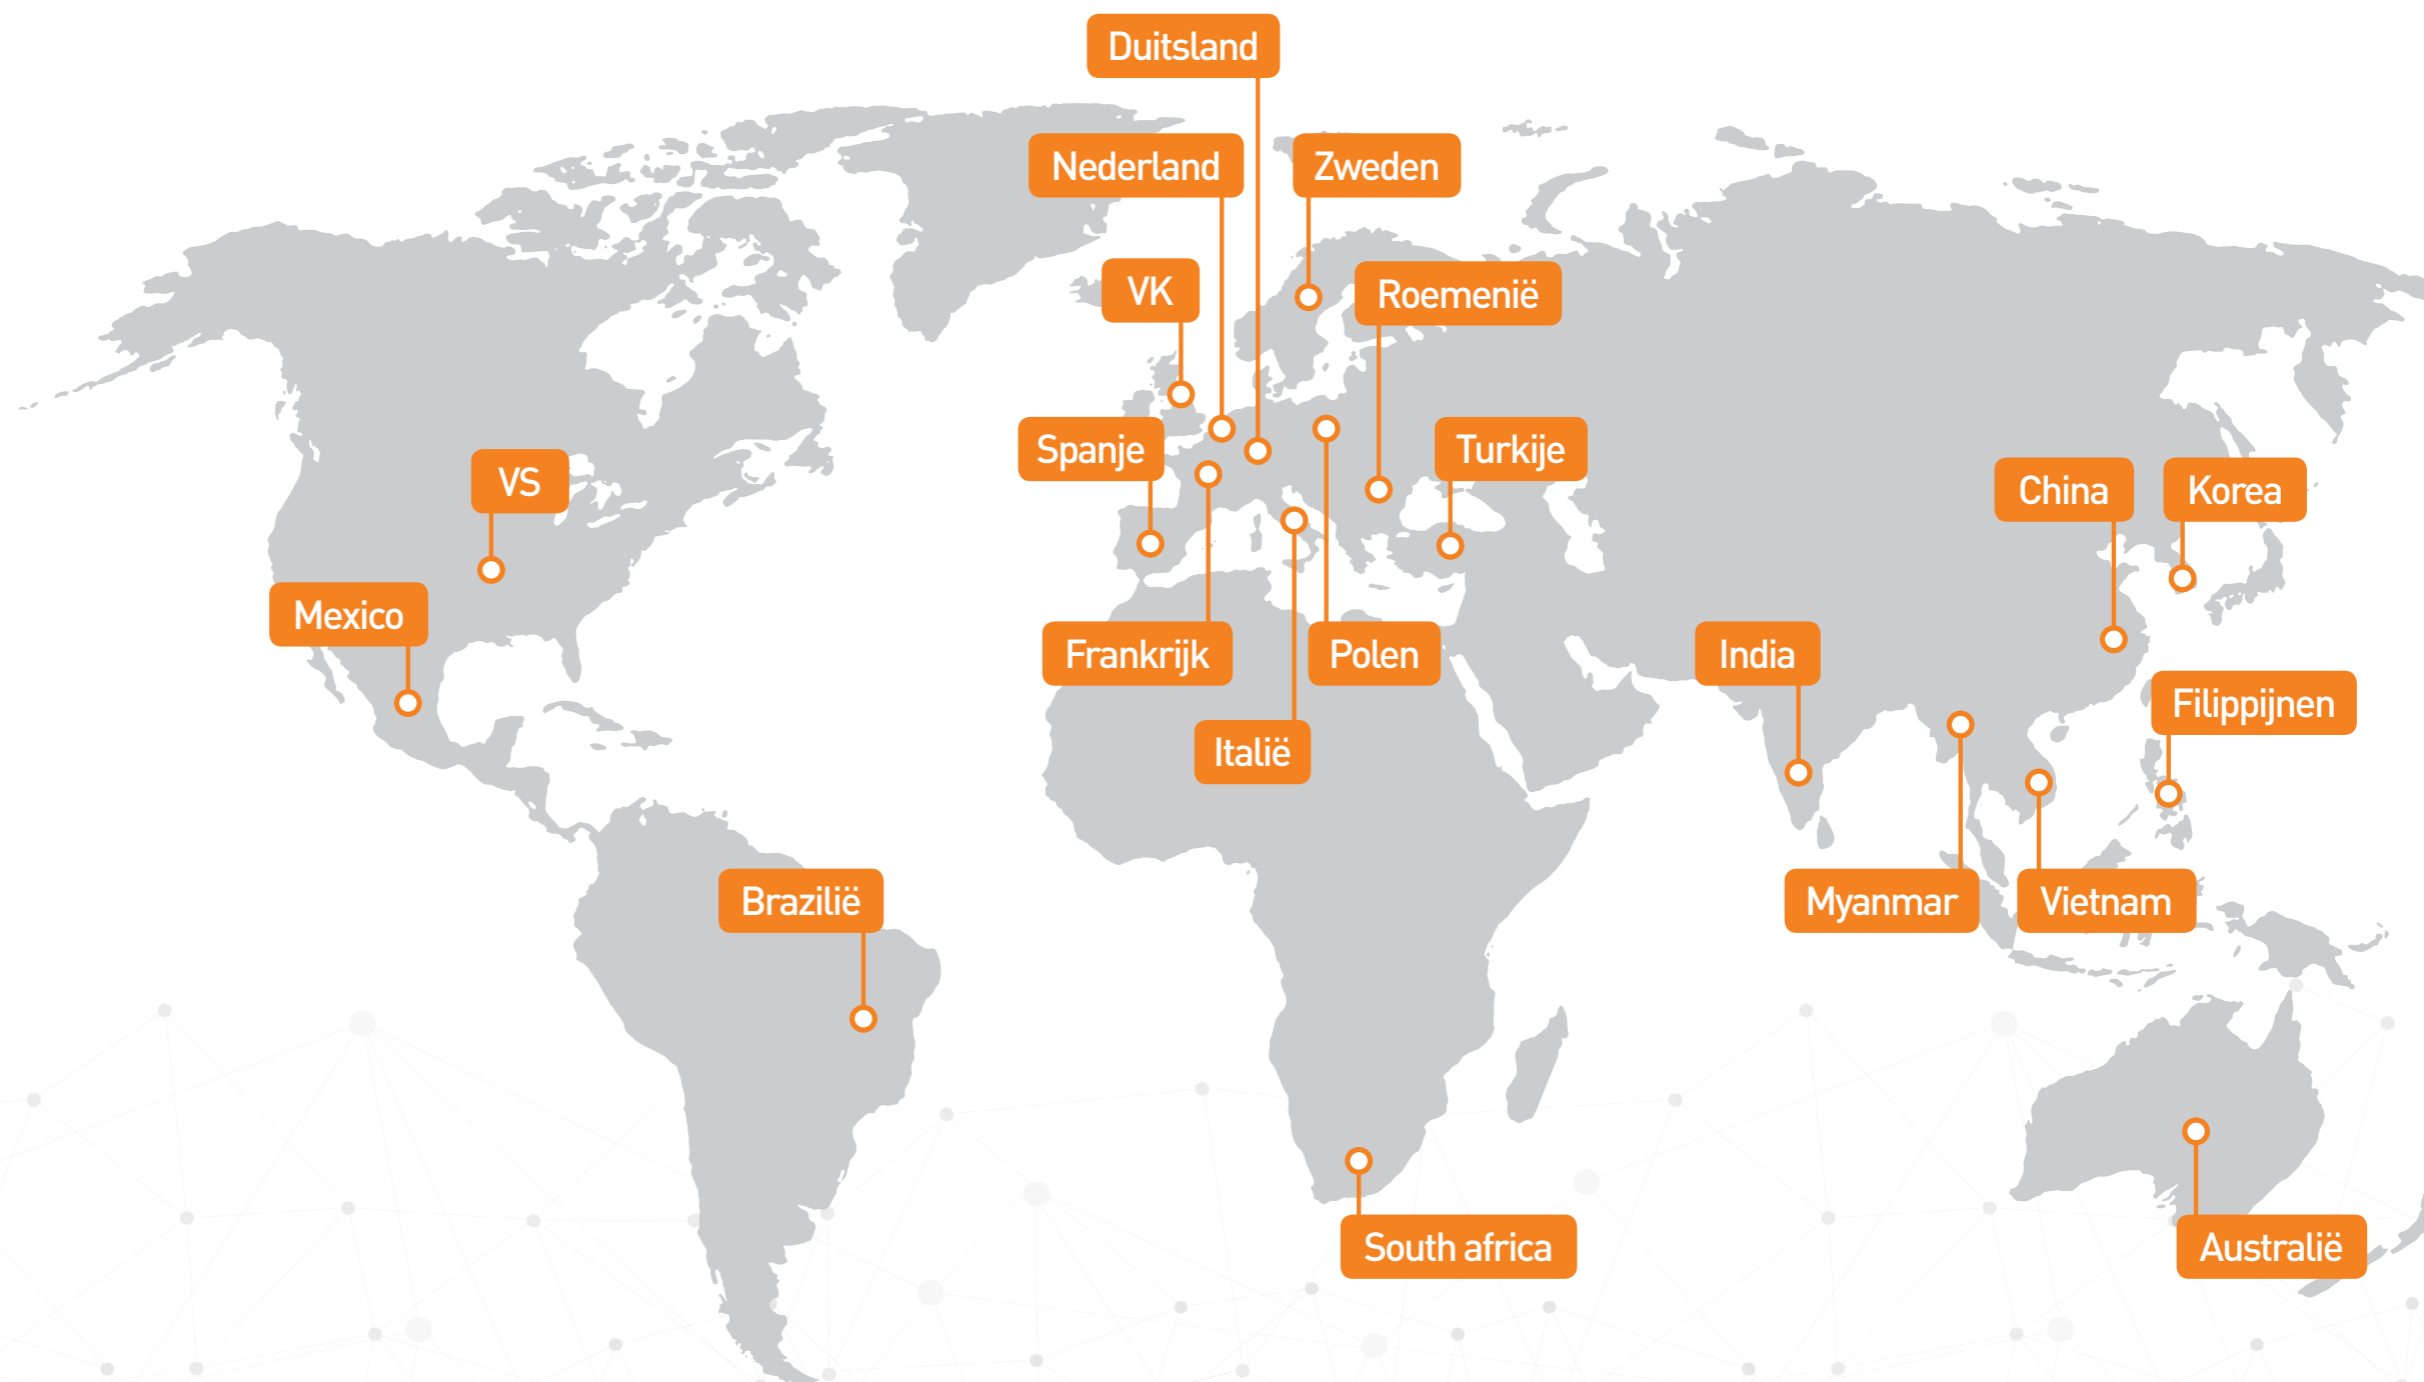 Duitsland
Nederland
Zweden
VK
Roemenië
Spanje
Turkije
VS
China
Korea
Mexico
Frankrijk
Polen
India
Filippijnen
Italië
Brazilië
Myanmar
Vietnam
South africa
Australië